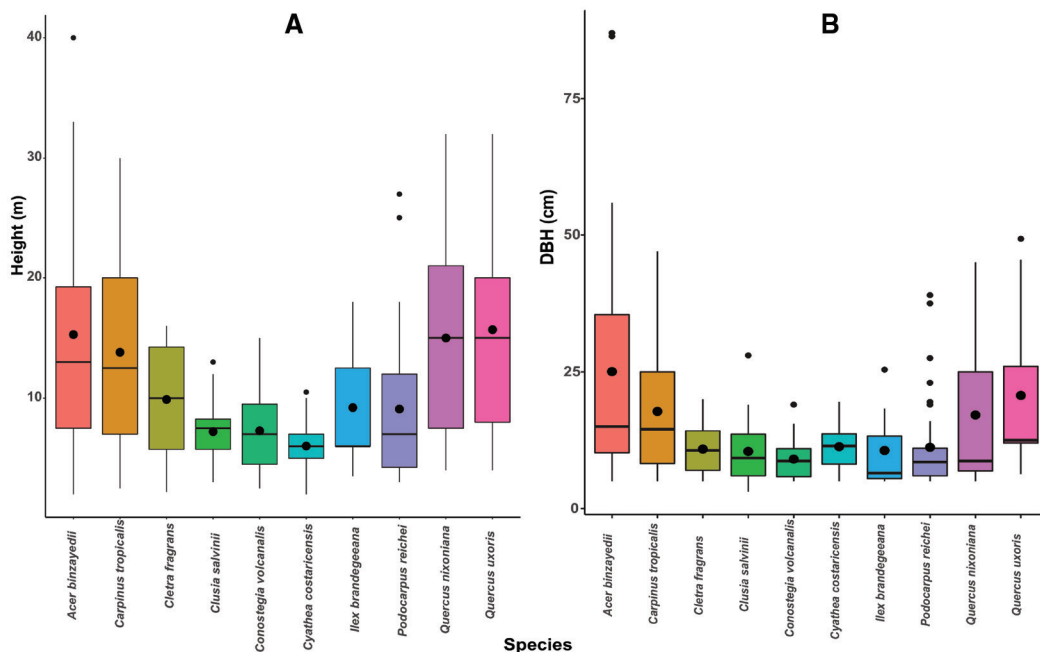 A
Height (m)
40
30
20
10
Acer binzayedii
Carpinus tropicalis
Cletra fragrans
Clusia salvinii
Conostegia volcanalis
Cyathea costaricensis
Ilex brandegeeana
Podocarpus reichei
Quercus nixoniana
Quercus uxoris
B
DBH (cm)
75
50
25
0
Acer binzayedii
Carpinus tropicalis
Cletra fragrans
Clusia salvinii
Conostegia volcanalis
Cyathea costaricensis
Ilex brandegeeana
Podocarpus reichei
Quercus nixoniana
Quercus uxoris
Species